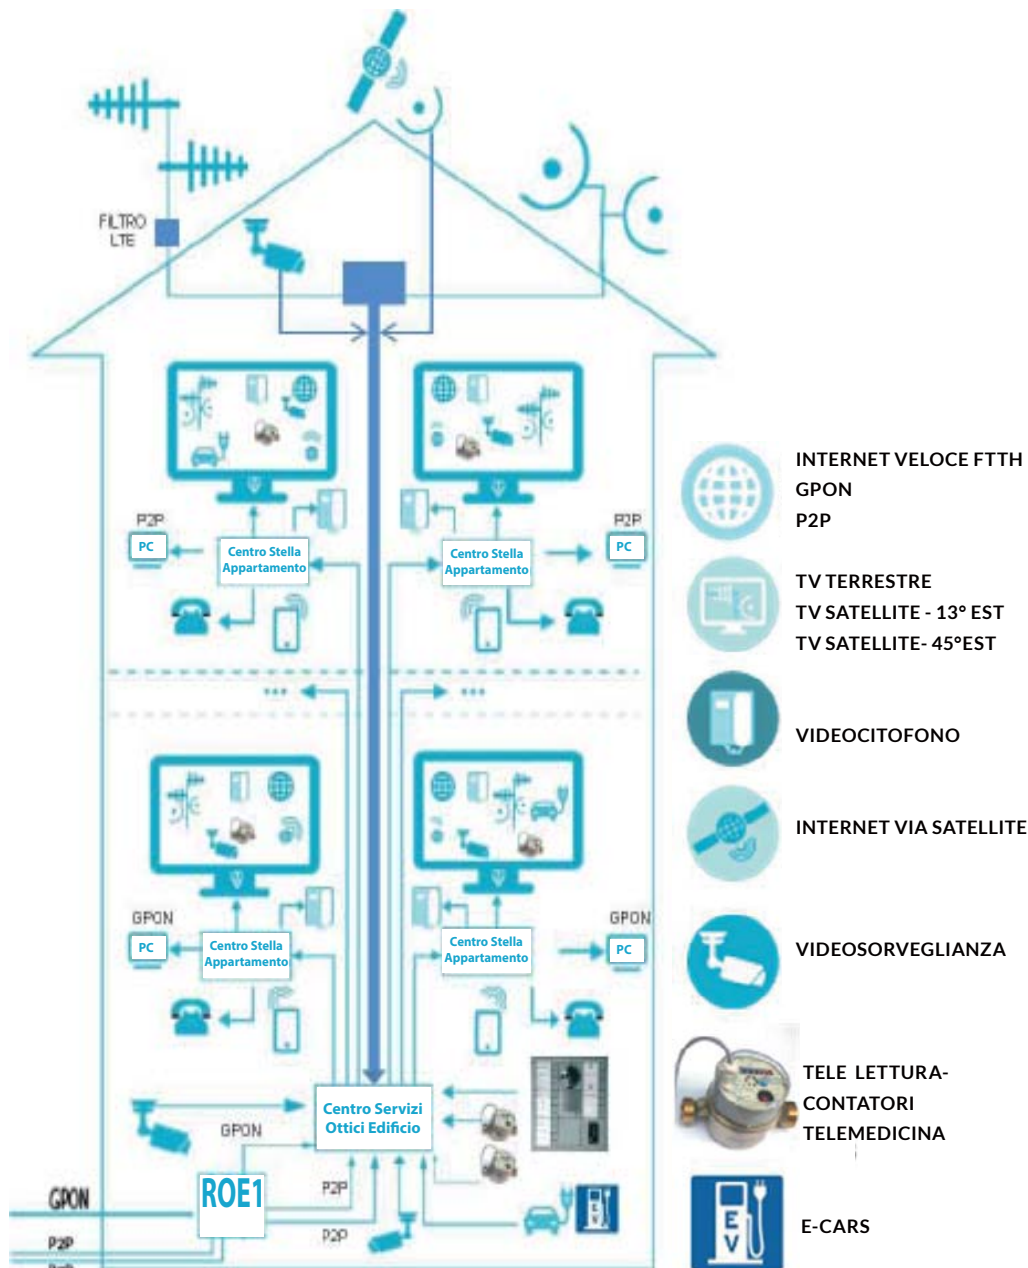 FILTRO
LTE
P2P
PC
Centro Stella
Appartamento
P2P
PC
Centro Stella
Appartamento
INTERNET VELOCE FTTH
GPON
P2P
TV TERRESTRE
TV SATELLITE - 13° EST
TV SATELLITE- 45°EST
VIDEOCITOFONO
INTERNET VIA SATELLITE
VIDEOSORVEGLIANZA
TELE LETTURA-
CONTATORI
TELEMEDICINA
E-CARS
EV
GPON
PC
Centro Stella
Appartamento
GPON
PC
Centro Stella
Appartamento
Centro Servizi
Ottici Edificio
GPON
ROE1
GPON
P2P
P2P
P2P
EV